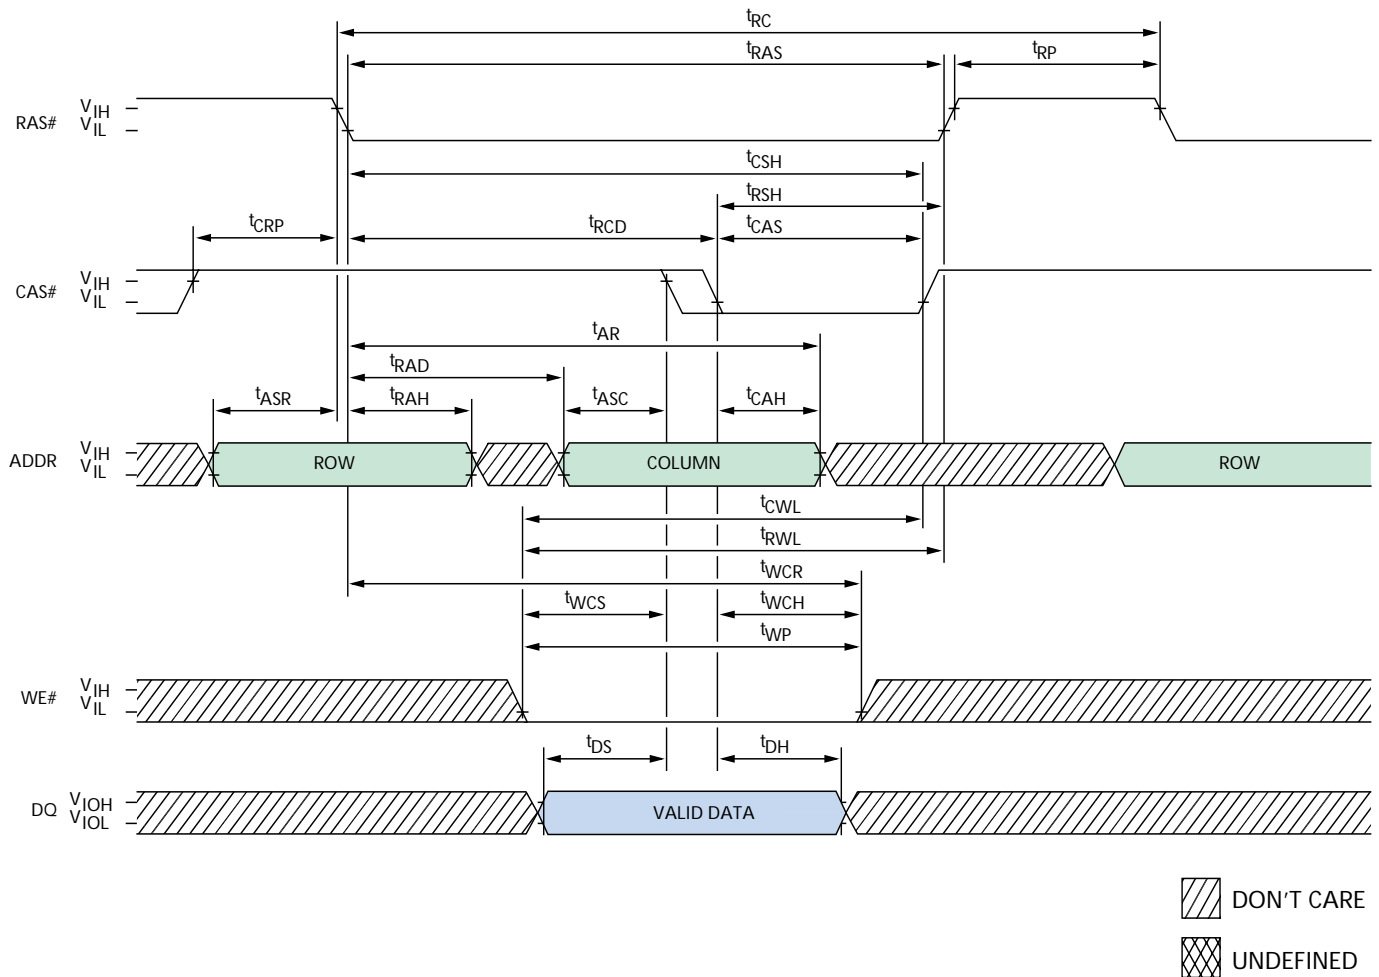 tRC
tRAS
tRP
RAS#
VIH
VIL
tCSH
tRSH
tCRP
tRCD
tCAS
CAS#
VIH
VIL
tAR
tRAD
tASR
tRAH
tASC
tCAH
ADDR
VIH
VIL
ROW
COLUMN
ROW
tCWL
tRWL
tWCR
tWCS
tWCH
tWP
WE#
VIH
VIL
tDS
tDH
DQ
VIOH
VIOL
VALID DATA
DON'T CARE
UNDEFINED